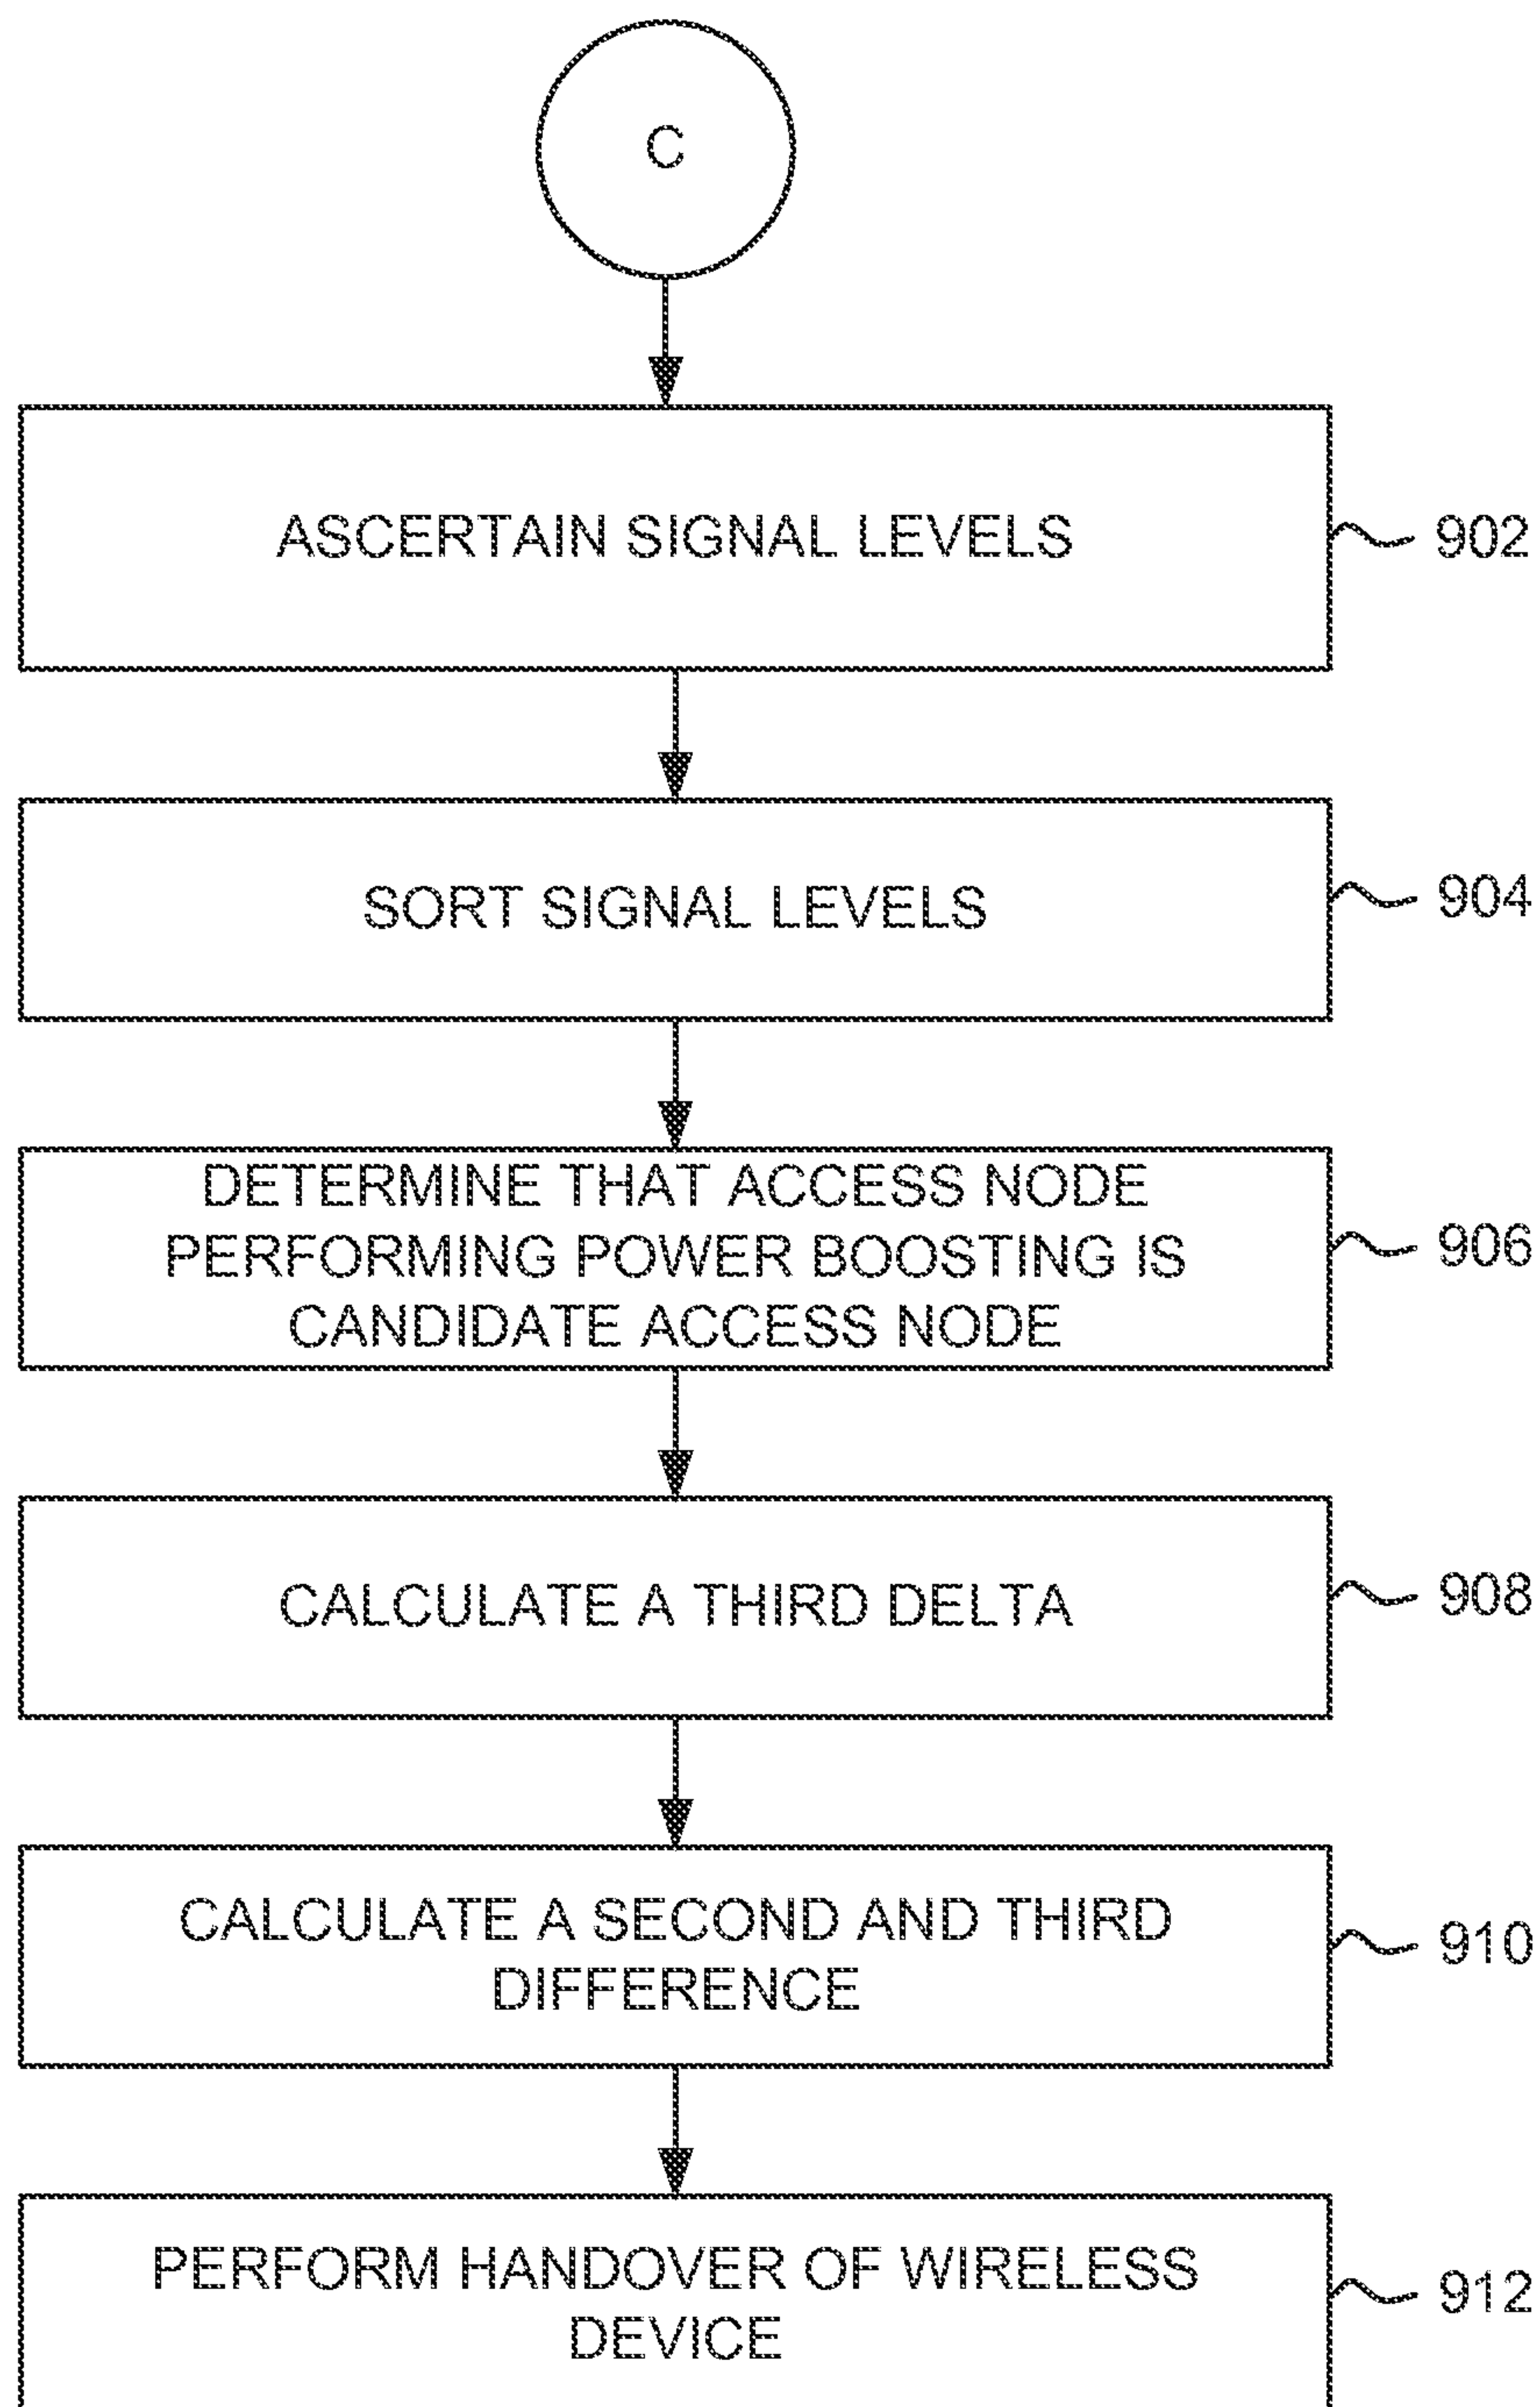 C
ASCERTAIN SIGNAL LEVELS
902
SORT SIGNAL LEVELS
904
DETERMINE THAT ACCESS NODE
PERFORMING POWER BOOSTING IS
CANDIDATE ACCESS NODE
906
CALCULATE A THIRD DELTA
908
CALCULATE A SECOND AND THIRD
DIFFERENCE
910
PERFORM HANDOVER OF WIRELESS
DEVICE
912